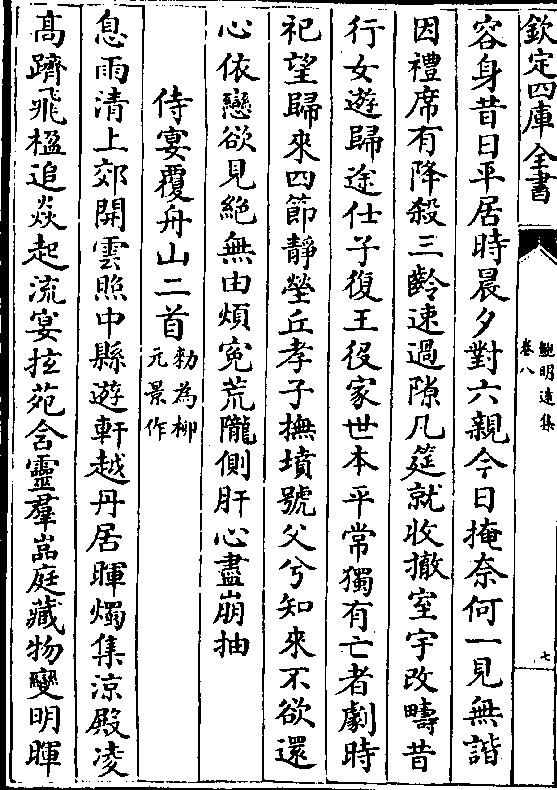 欽定四庫全書
鮑明遠集
卷八
七
容身昔日平居時晨夕對六親今日掩奈何一見無諧
因禮席有降殺三齡速過隙几筵就收撤室宇改疇昔
行女遊歸途仕子復王役家世本平常獨有亡者劇時
祀望歸來四節靜塋丘孝子撫墳號父兮知來不欲還
心依戀欲見絶無由煩寃荒隴側肝心盡崩抽
侍宴覆舟山二首勑為柳元景作
息雨清上郊開雲照中縣遊軒越丹居暉燭集涼殿凌
髙躋飛楹追焱起流宴拉苑含靈羣峕庭藏物變明暉